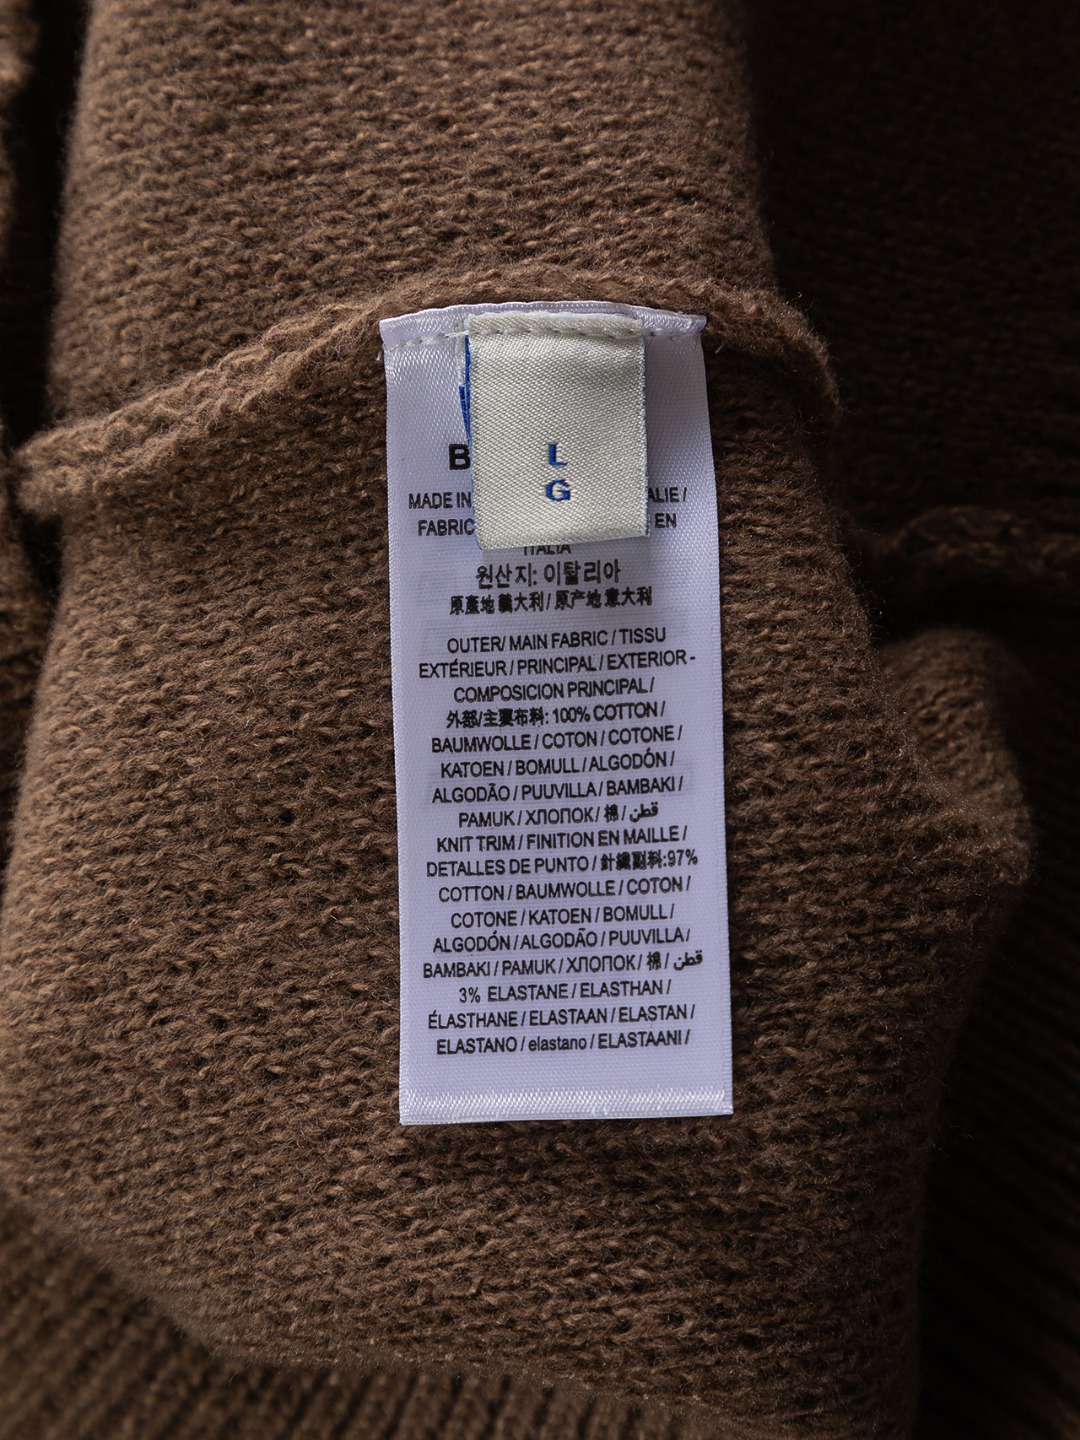 L
G
B
MADE IN ALIE /
FABRIC EN
ITALIA
원산지: 이탈리아
原產地 義大利 / 原产地 意大利
OUTER/ MAIN FABRIC / TISSU
EXTÉRIEUR / PRINCIPAL / EXTERIOR -
COMPOSICION PRINCIPAL /
外部/主要布料: 100% COTTON /
BAUMWOLLE / COTON / COTONE /
KATOEN / BOMULL / ALGODÓN /
ALGODÃO / PUUVILLA / BAMBAKI /
PAMUK / ХЛОПОК / 棉 / قطن
KNIT TRIM / FINITION EN MAILLE /
DETALLES DE PUNTO / 針織副料:97%
COTTON / BAUMWOLLE / COTON /
COTONE / KATOEN / BOMULL /
ALGODÓN / ALGODÃO / PUUVILLA /
BAMBAKI / PAMUK / ХЛОПОК / 棉 / قطن
3% ELASTANE / ELASTHAN /
ÉLASTHANE / ELASTAAN / ELASTAN /
ELASTANO / elastano / ELASTAANI /